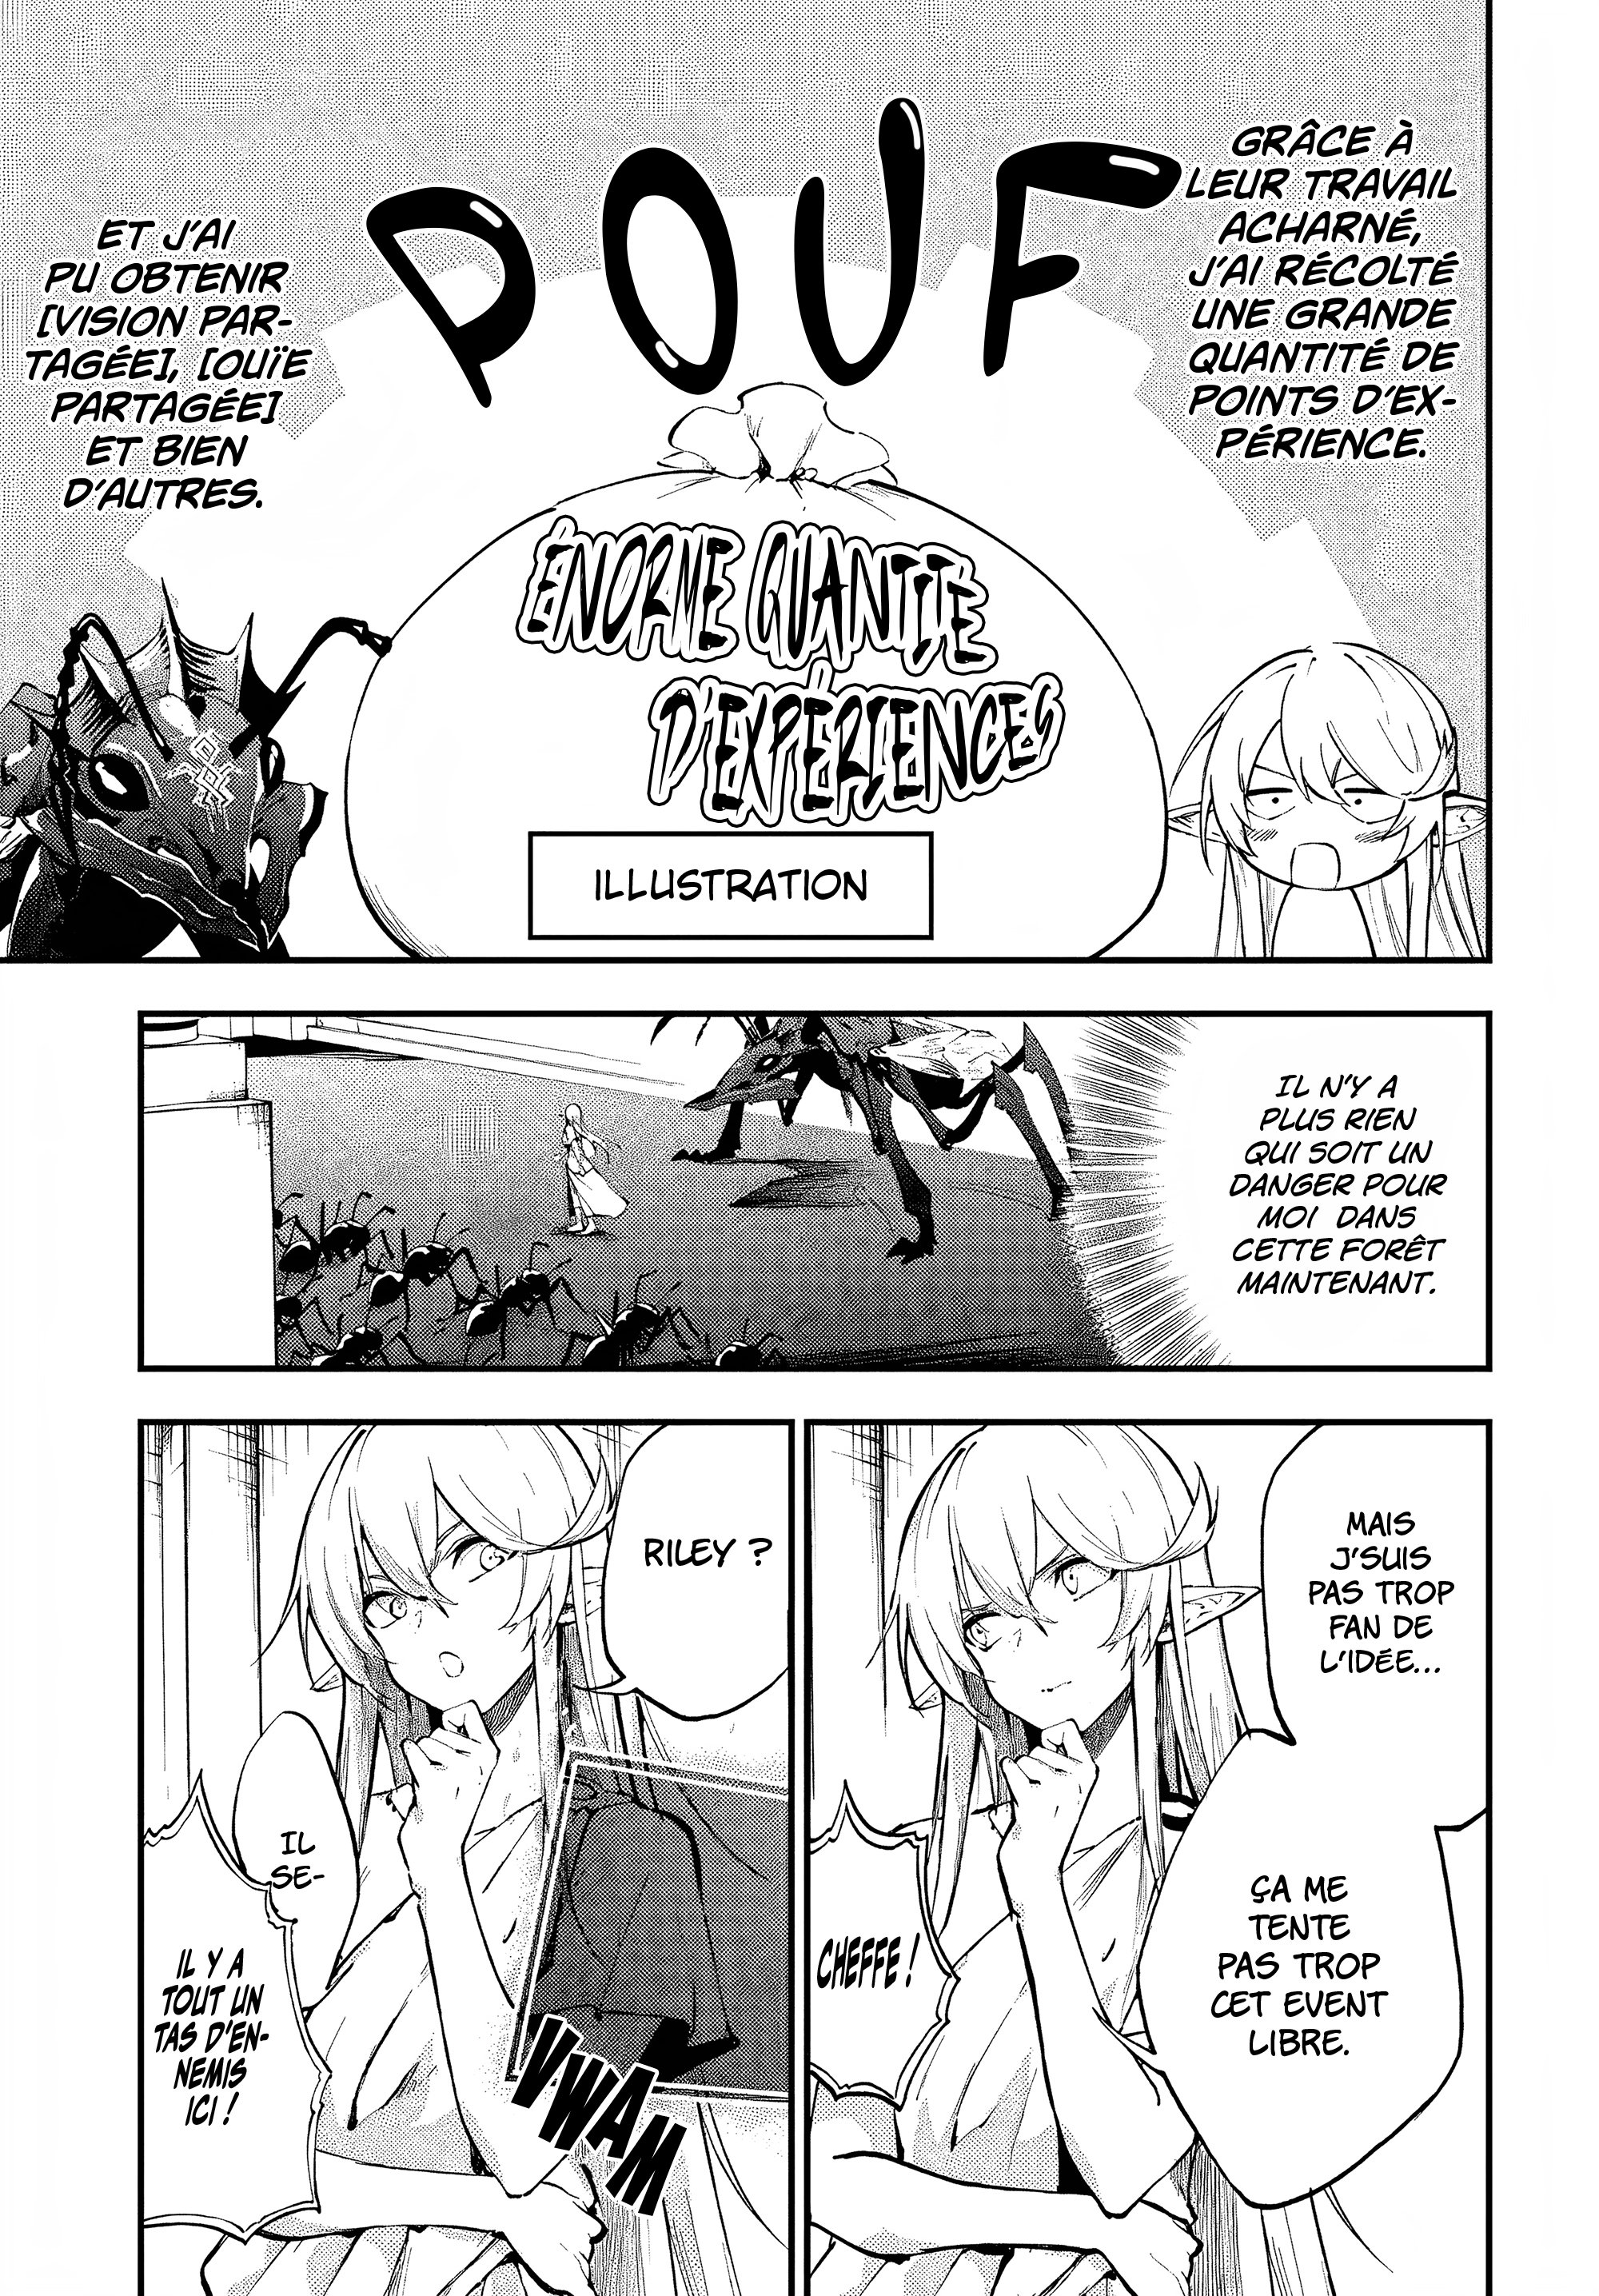 GRÂCE À
LEUR TRAVAIL
ACHARNÉ,
J'AI RÉCOLTÉ
UNE GRANDE
QUANTITÉ DE
POINTS D'EX-
PÉRIENCE.
POUF
ET J'AI
PU OBTENIR
[VISION PAR-
TAGÉE], [OUÏE
PARTAGÉE]
ET BIEN
D'AUTRES.
ÉNORME QUANTITÉ
D'EXPÉRIENCES
ILLUSTRATION
IL N'Y A
PLUS RIEN
QUI SOIT UN
DANGER POUR
MOI DANS
CETTE FORÊT
MAINTENANT.
MAIS
J'SUIS
PAS TROP
FAN DE
L'IDÉE...
ÇA ME
TENTE
PAS TROP
CET EVENT
LIBRE.
CHEFFE !
RILEY ?
IL
SE-
VWAM
IL Y A
TOUT UN
TAS D'EN-
NEMIS
ICI !